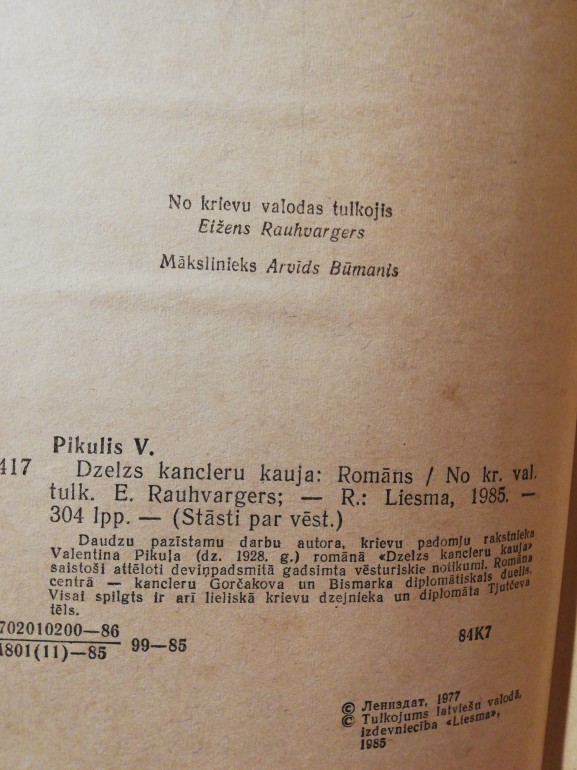 No krievu valodas tulkojis
Eižens Rauhvargers
Mākslinieks Arvīds Būmanis
Pikulis V.
417 Dzelzs kancleru kauja: Romāns / No kr. val.
tulk. E. Rauhvargers; — R.: Liesma, 1985. —
304 lpp. — (Stāsti par vēst.)
Daudzu pazīstamu darbu autora, krievu padomju rakstnieka
Valentīna Pikuļa (dz. 1928. g.) romānā «Dzelzs kancleru kauja»
saistoši attēloti deviņpadsmitā gadsimta vēsturiskie notikumi. Romāna
centrā — kancleru Gorčakova un Bismarka diplomātiskais duelis.
Visai spilgts ir arī lieliskā krievu dzejnieka un diplomāta Tjutčeva
tēls.
702010200—86
801(11)—85 99—85 84K7
© Лениздат, 1977
© Tulkojums latviešu valodā,
izdevniecība «Liesma»,
1985